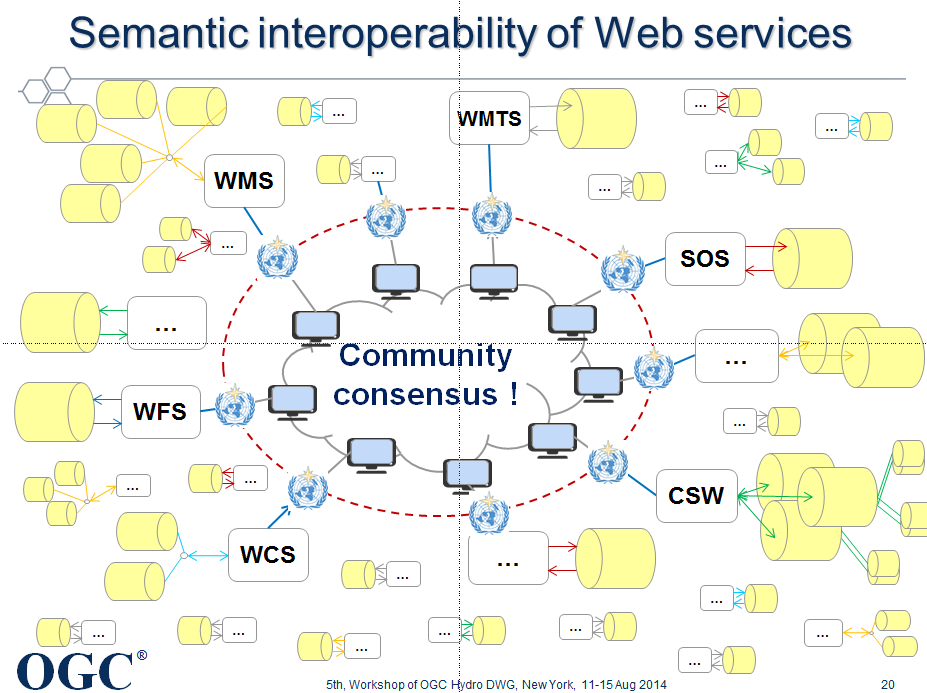 Semantic interoperability of Web services
...
WMTS
...
...
...
...
WMS
...
...
...
SOS
...
Community
...
consensus !
WFS
...
...
...
CSW
WCS
...
...
...
...
...
...
...
...
...
...
OGC®
5th, Workshop of OGC Hydro DWG, New York, 11-15 Aug 2014
20